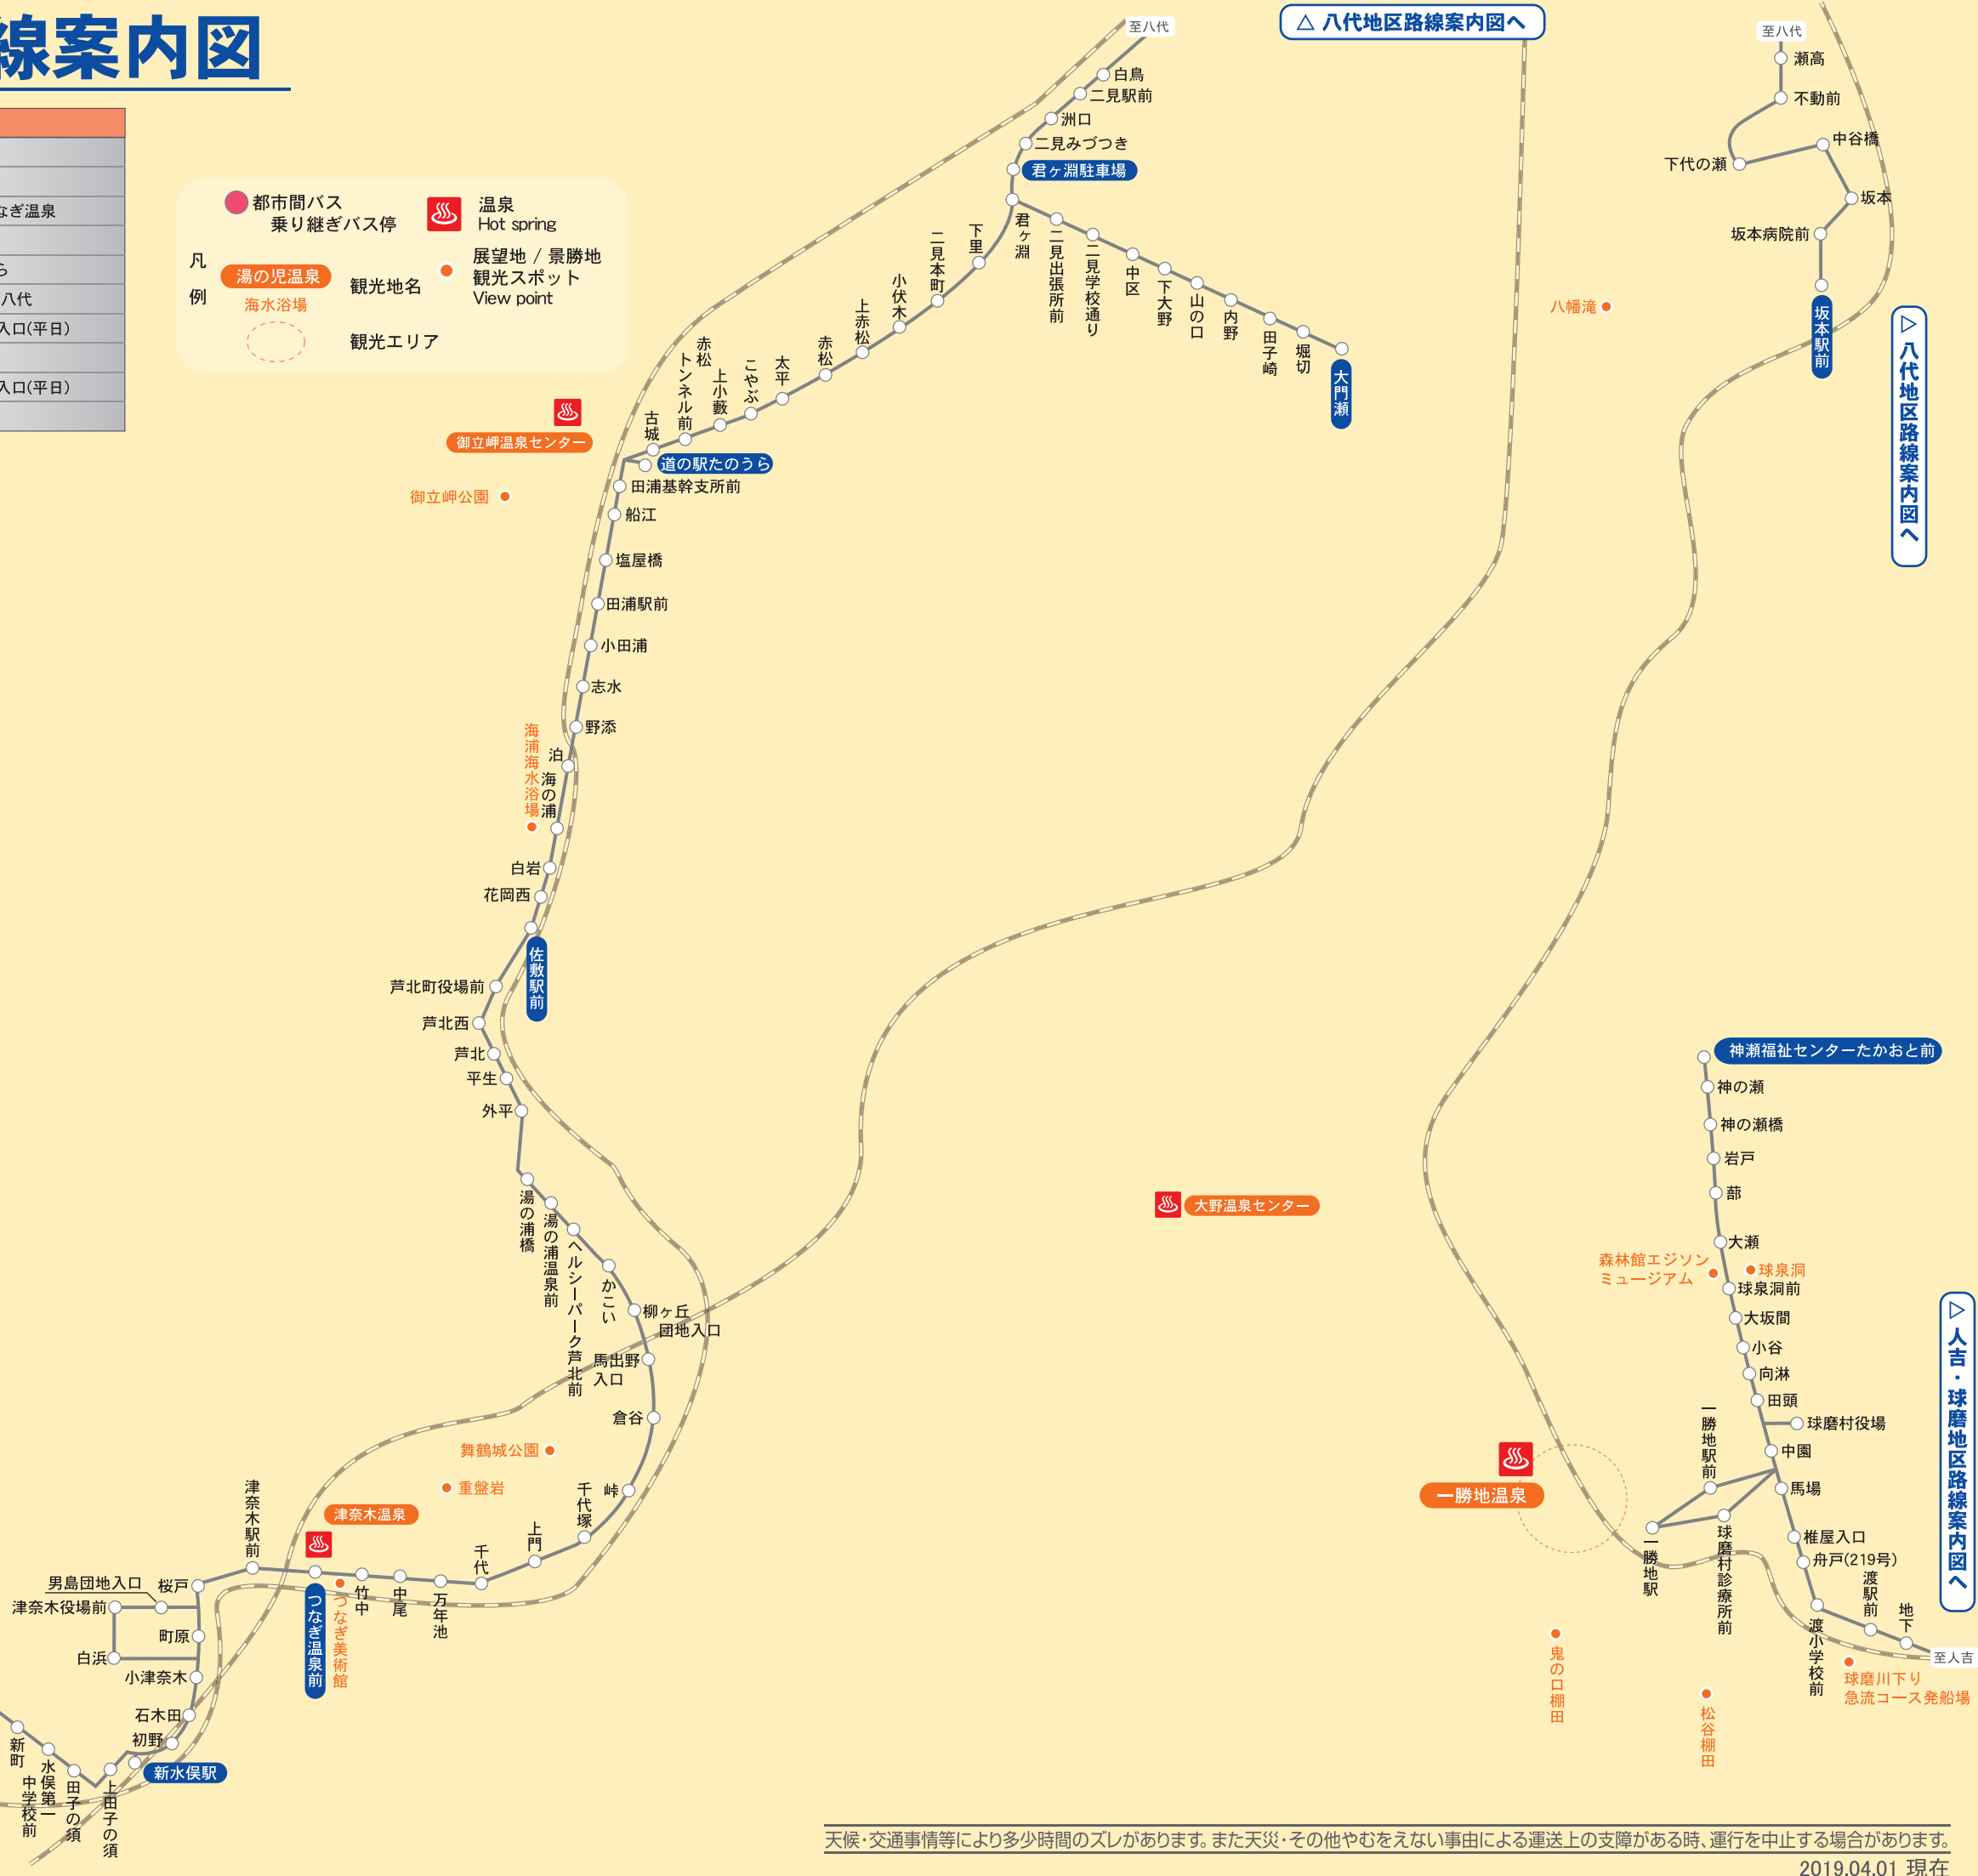 線案内図
なぎ温泉
ら
八代
入口(平日)
入口(平日)
凡例
都市間バス
乗り継ぎバス停
温泉
Hot spring
湯の児温泉
海水浴場
観光地名
展望地 / 景勝地
観光スポット
View point
観光エリア
△ 八代地区路線案内図へ
至八代
白鳥
二見駅前
洲口
二見みづつき
君ヶ淵駐車場
君ヶ淵
二見出張所前
二見学校通り
中区
下大野
山の口
内野
田子崎
堀切
大門瀬
下里
二見本町
小伏木
上赤松
赤松
太平
こやぶ
上小藪
赤松
トンネル前
古城
道の駅たのうら
御立岬温泉センター
御立岬公園
田浦基幹支所前
船江
塩屋橋
田浦駅前
小田浦
志水
野添
泊
海の浦
海浦海水浴場
白岩
花岡西
佐敷駅前
芦北町役場前
芦北西
芦北
平生
外平
湯の浦橋
湯の浦温泉前
ヘルシーパーク芦北前
かこい
柳ヶ丘
団地入口
馬出野
入口
倉谷
舞鶴城公園
重盤岩
峠
千代塚
上門
千代
万年池
中尾
竹中
つなぎ美術館
つなぎ温泉前
津奈木温泉
津奈木駅前
男島団地入口
桜戸
津奈木役場前
町原
白浜
小津奈木
石木田
初野
新水俣駅
上田子の須
田子の須
水俣第一
中学校前
新町
至八代
瀬高
不動前
中谷橋
下代の瀬
坂本
坂本病院前
坂本駅前
八幡滝
▷ 八代地区路線案内図へ
大野温泉センター
神瀬福祉センターたかおと前
神の瀬
神の瀬橋
岩戸
蔀
大瀬
森林館エジソン
ミュージアム
球泉洞
球泉洞前
大坂間
小谷
向淋
田頭
球磨村役場
中園
一勝地駅前
馬場
一勝地温泉
一勝地駅
球磨村診療所前
椎屋入口
舟戸(219号)
渡駅前
地下
渡小学校前
至人吉
▷ 人吉・球磨地区路線案内図へ
鬼の口棚田
松谷棚田
球磨川下り
急流コース発船場
天候・交通事情等により多少時間のズレがあります。また天災・その他やむをえない事由による運送上の支障がある時、運行を中止する場合があります。
2019.04.01 現在